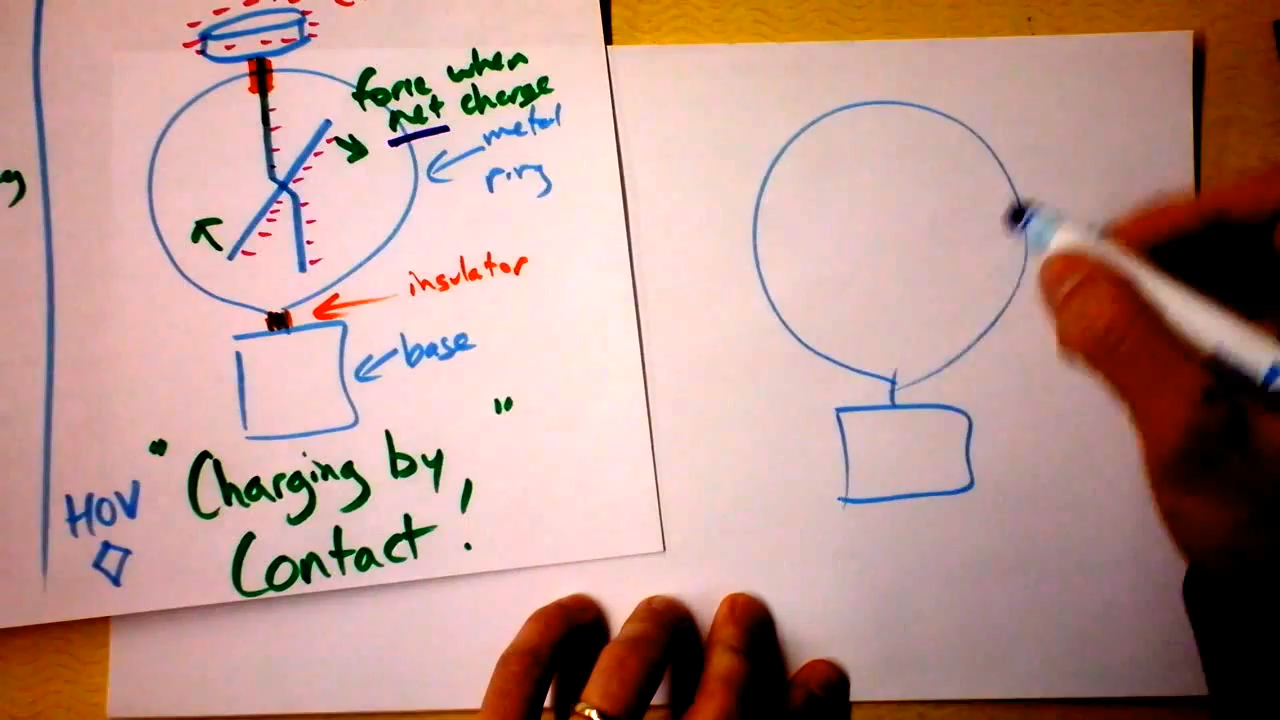 force when
net charge
metal
ring
insulator
base
HOV
"Charging by
Contact! "